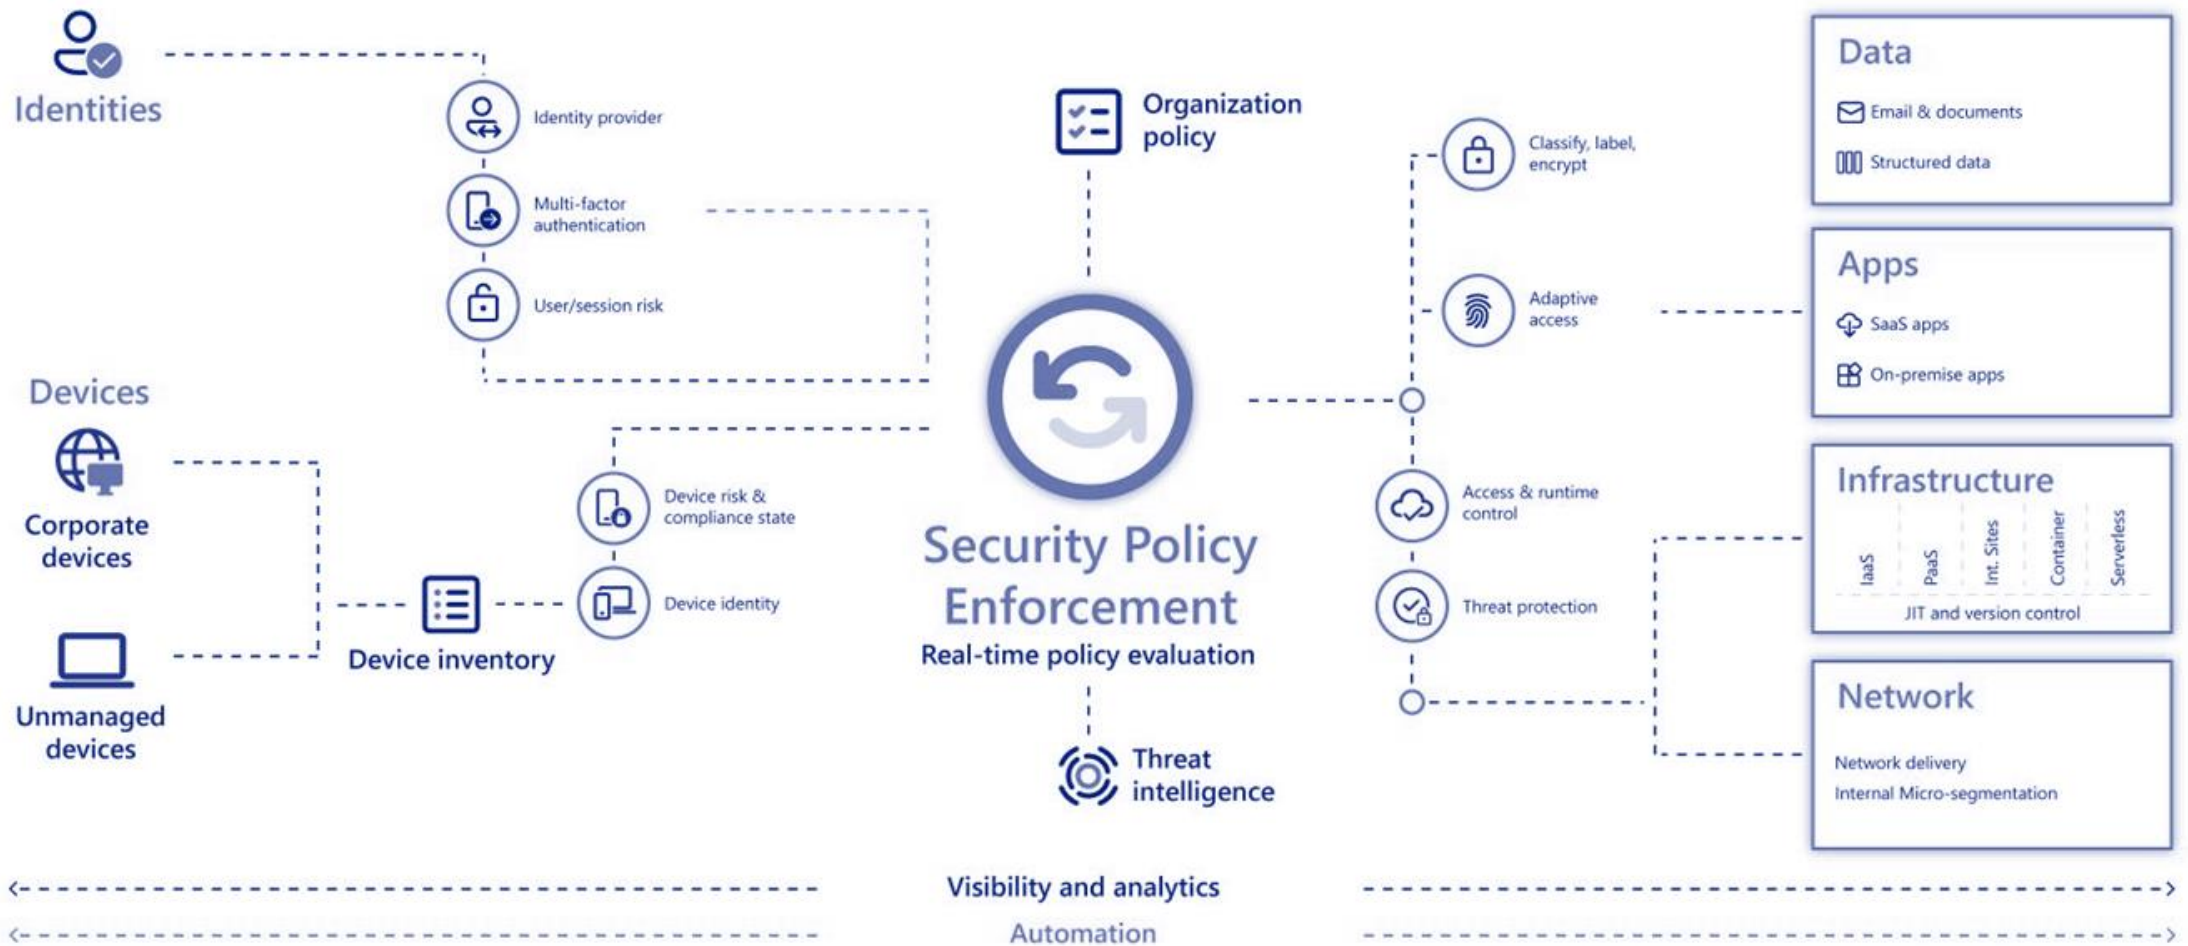 Identities
Identity provider
Multi-factor
authentication
User/session risk
Devices
Corporate
devices
Unmanaged
devices
Device inventory
Device risk &
compliance state
Device identity
Organization
policy
Security Policy
Enforcement
Real-time policy evaluation
Threat
intelligence
Classify, label,
encrypt
Adaptive
access
Access & runtime
control
Threat protection
Data
Email & documents
Structured data
Apps
SaaS apps
On-premise apps
Infrastructure
IaaS
PaaS
Int. Sites
Container
Serverless
JIT and version control
Network
Network delivery
Internal Micro-segmentation
Visibility and analytics
Automation